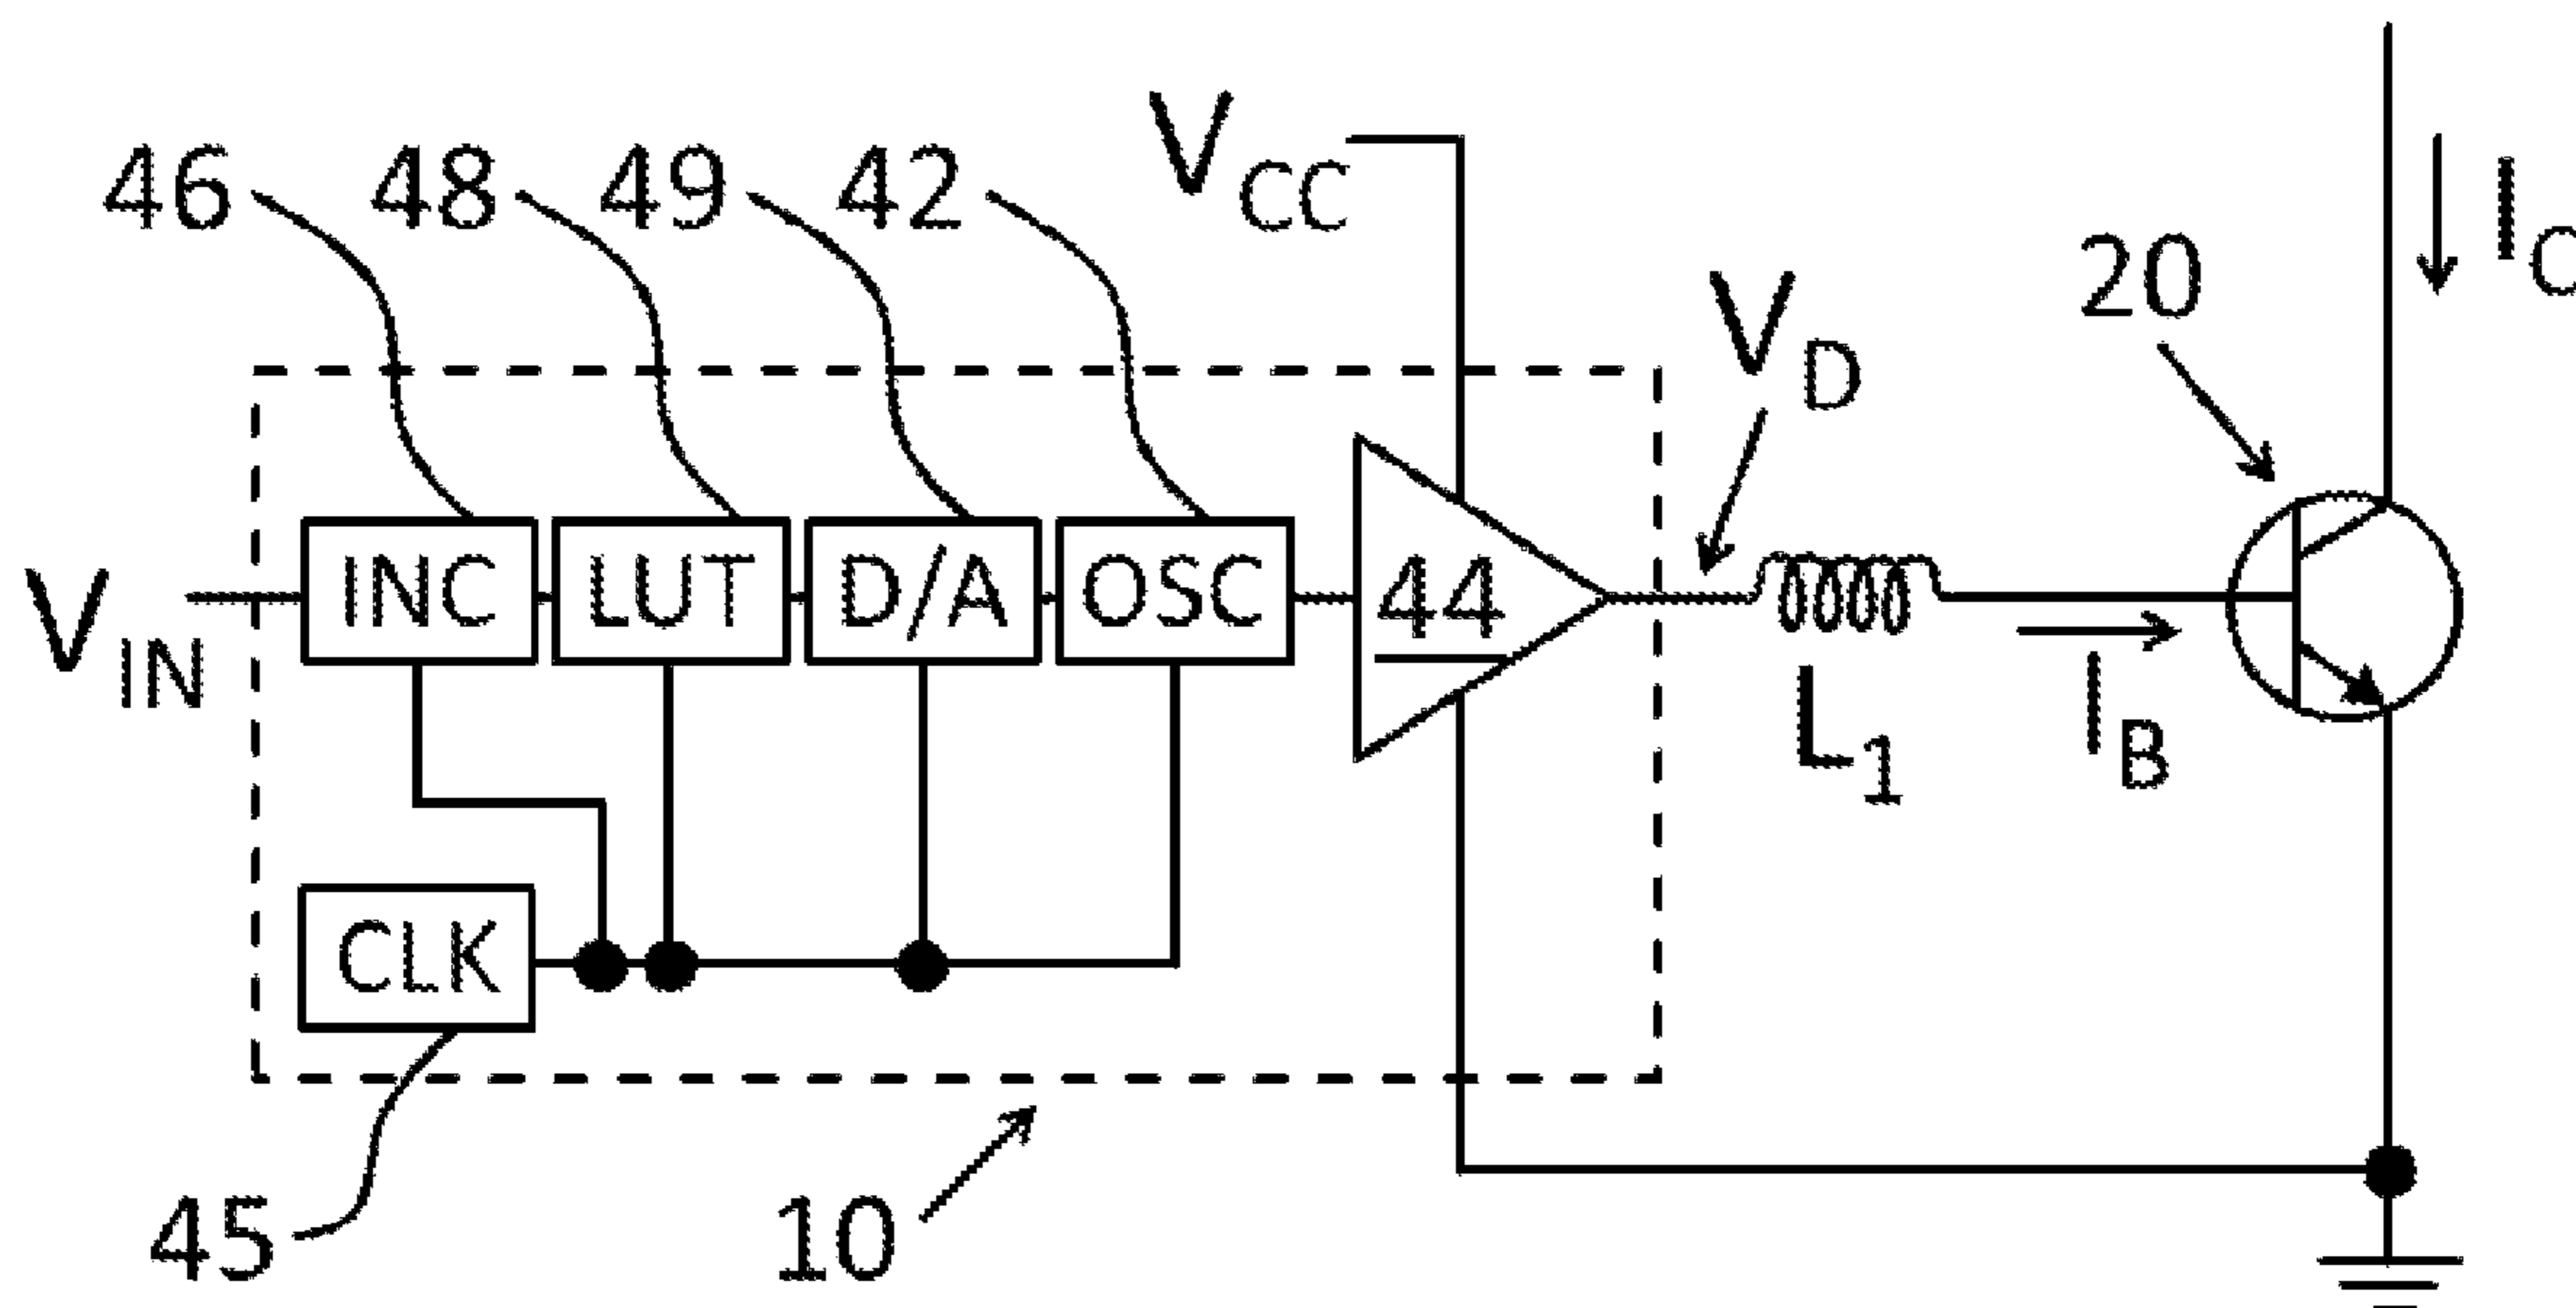 46 48 49 42 VCC
VD 20 IC
VIN INC LUT D/A OSC 44
L1 IB
CLK
45 10